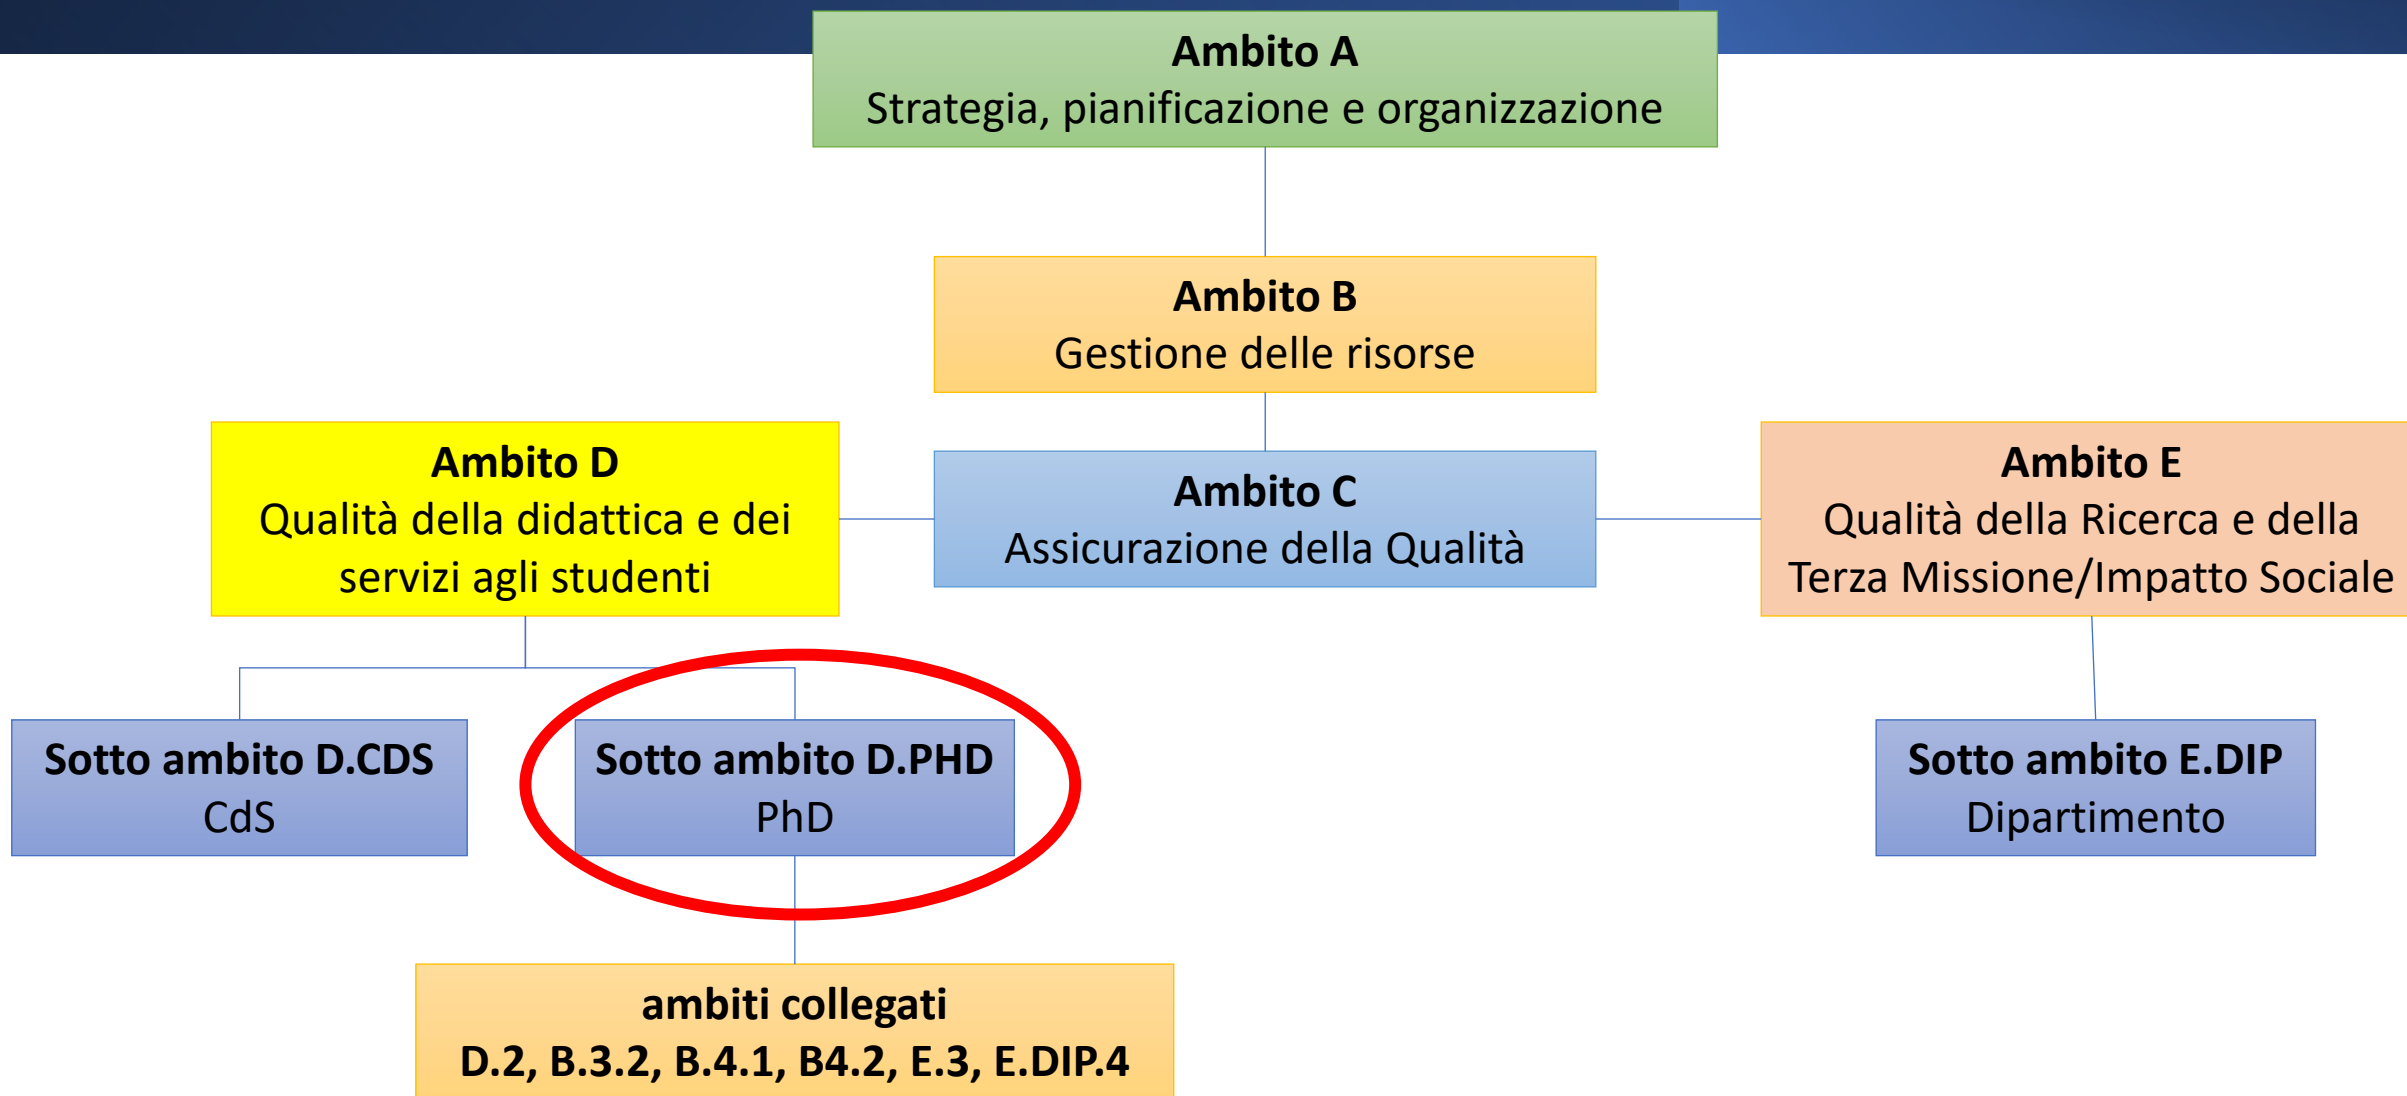 Ambito A
Strategia, pianificazione e organizzazione
Ambito B
Gestione delle risorse
Ambito D
Qualità della didattica e dei
servizi agli studenti
Ambito C
Assicurazione della Qualità
Ambito E
Qualità della Ricerca e della
Terza Missione/Impatto Sociale
Sotto ambito D.CDS
CdS
Sotto ambito D.PHD
PhD
Sotto ambito E.DIP
Dipartimento
ambiti collegati
D.2, B.3.2, B.4.1, B4.2, E.3, E.DIP.4